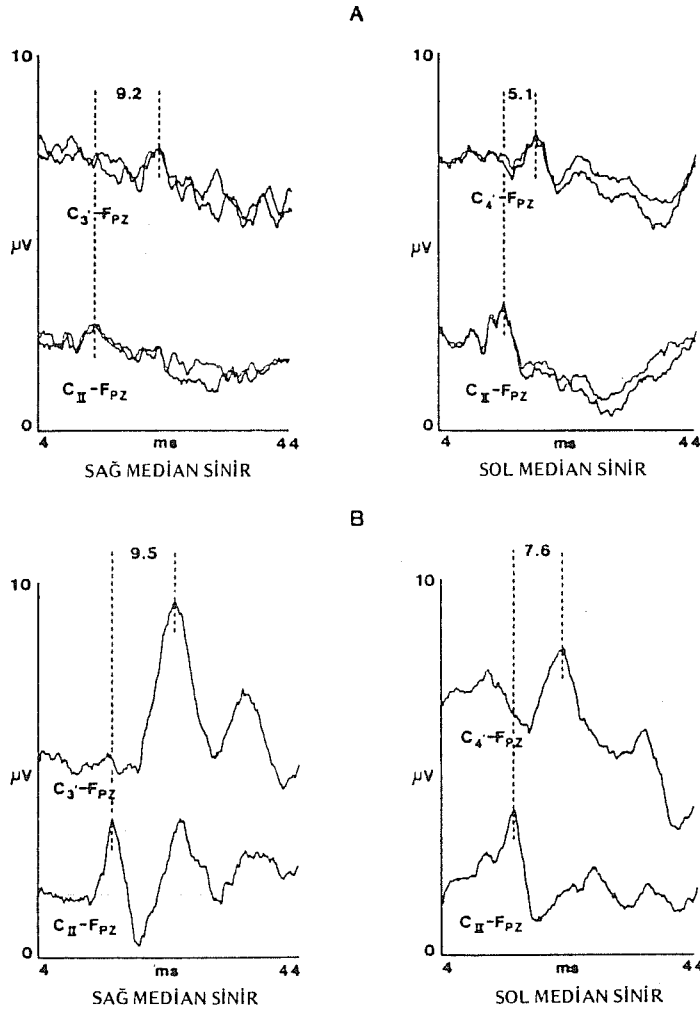 A
10
9.2
C3'-FPZ
µV
CII-FPZ
0
4 ms 44
SAĞ MEDİAN SİNİR
10
5.1
C4'-FPZ
µV
CII-FPZ
0
4 ms 44
SOL MEDİAN SİNİR
B
10
9.5
C3'-FPZ
µV
CII-FPZ
0
4 ms 44
SAĞ MEDİAN SİNİR
10
7.6
C4'-FPZ
µV
CII-FPZ
0
4 ms 44
SOL MEDİAN SİNİR